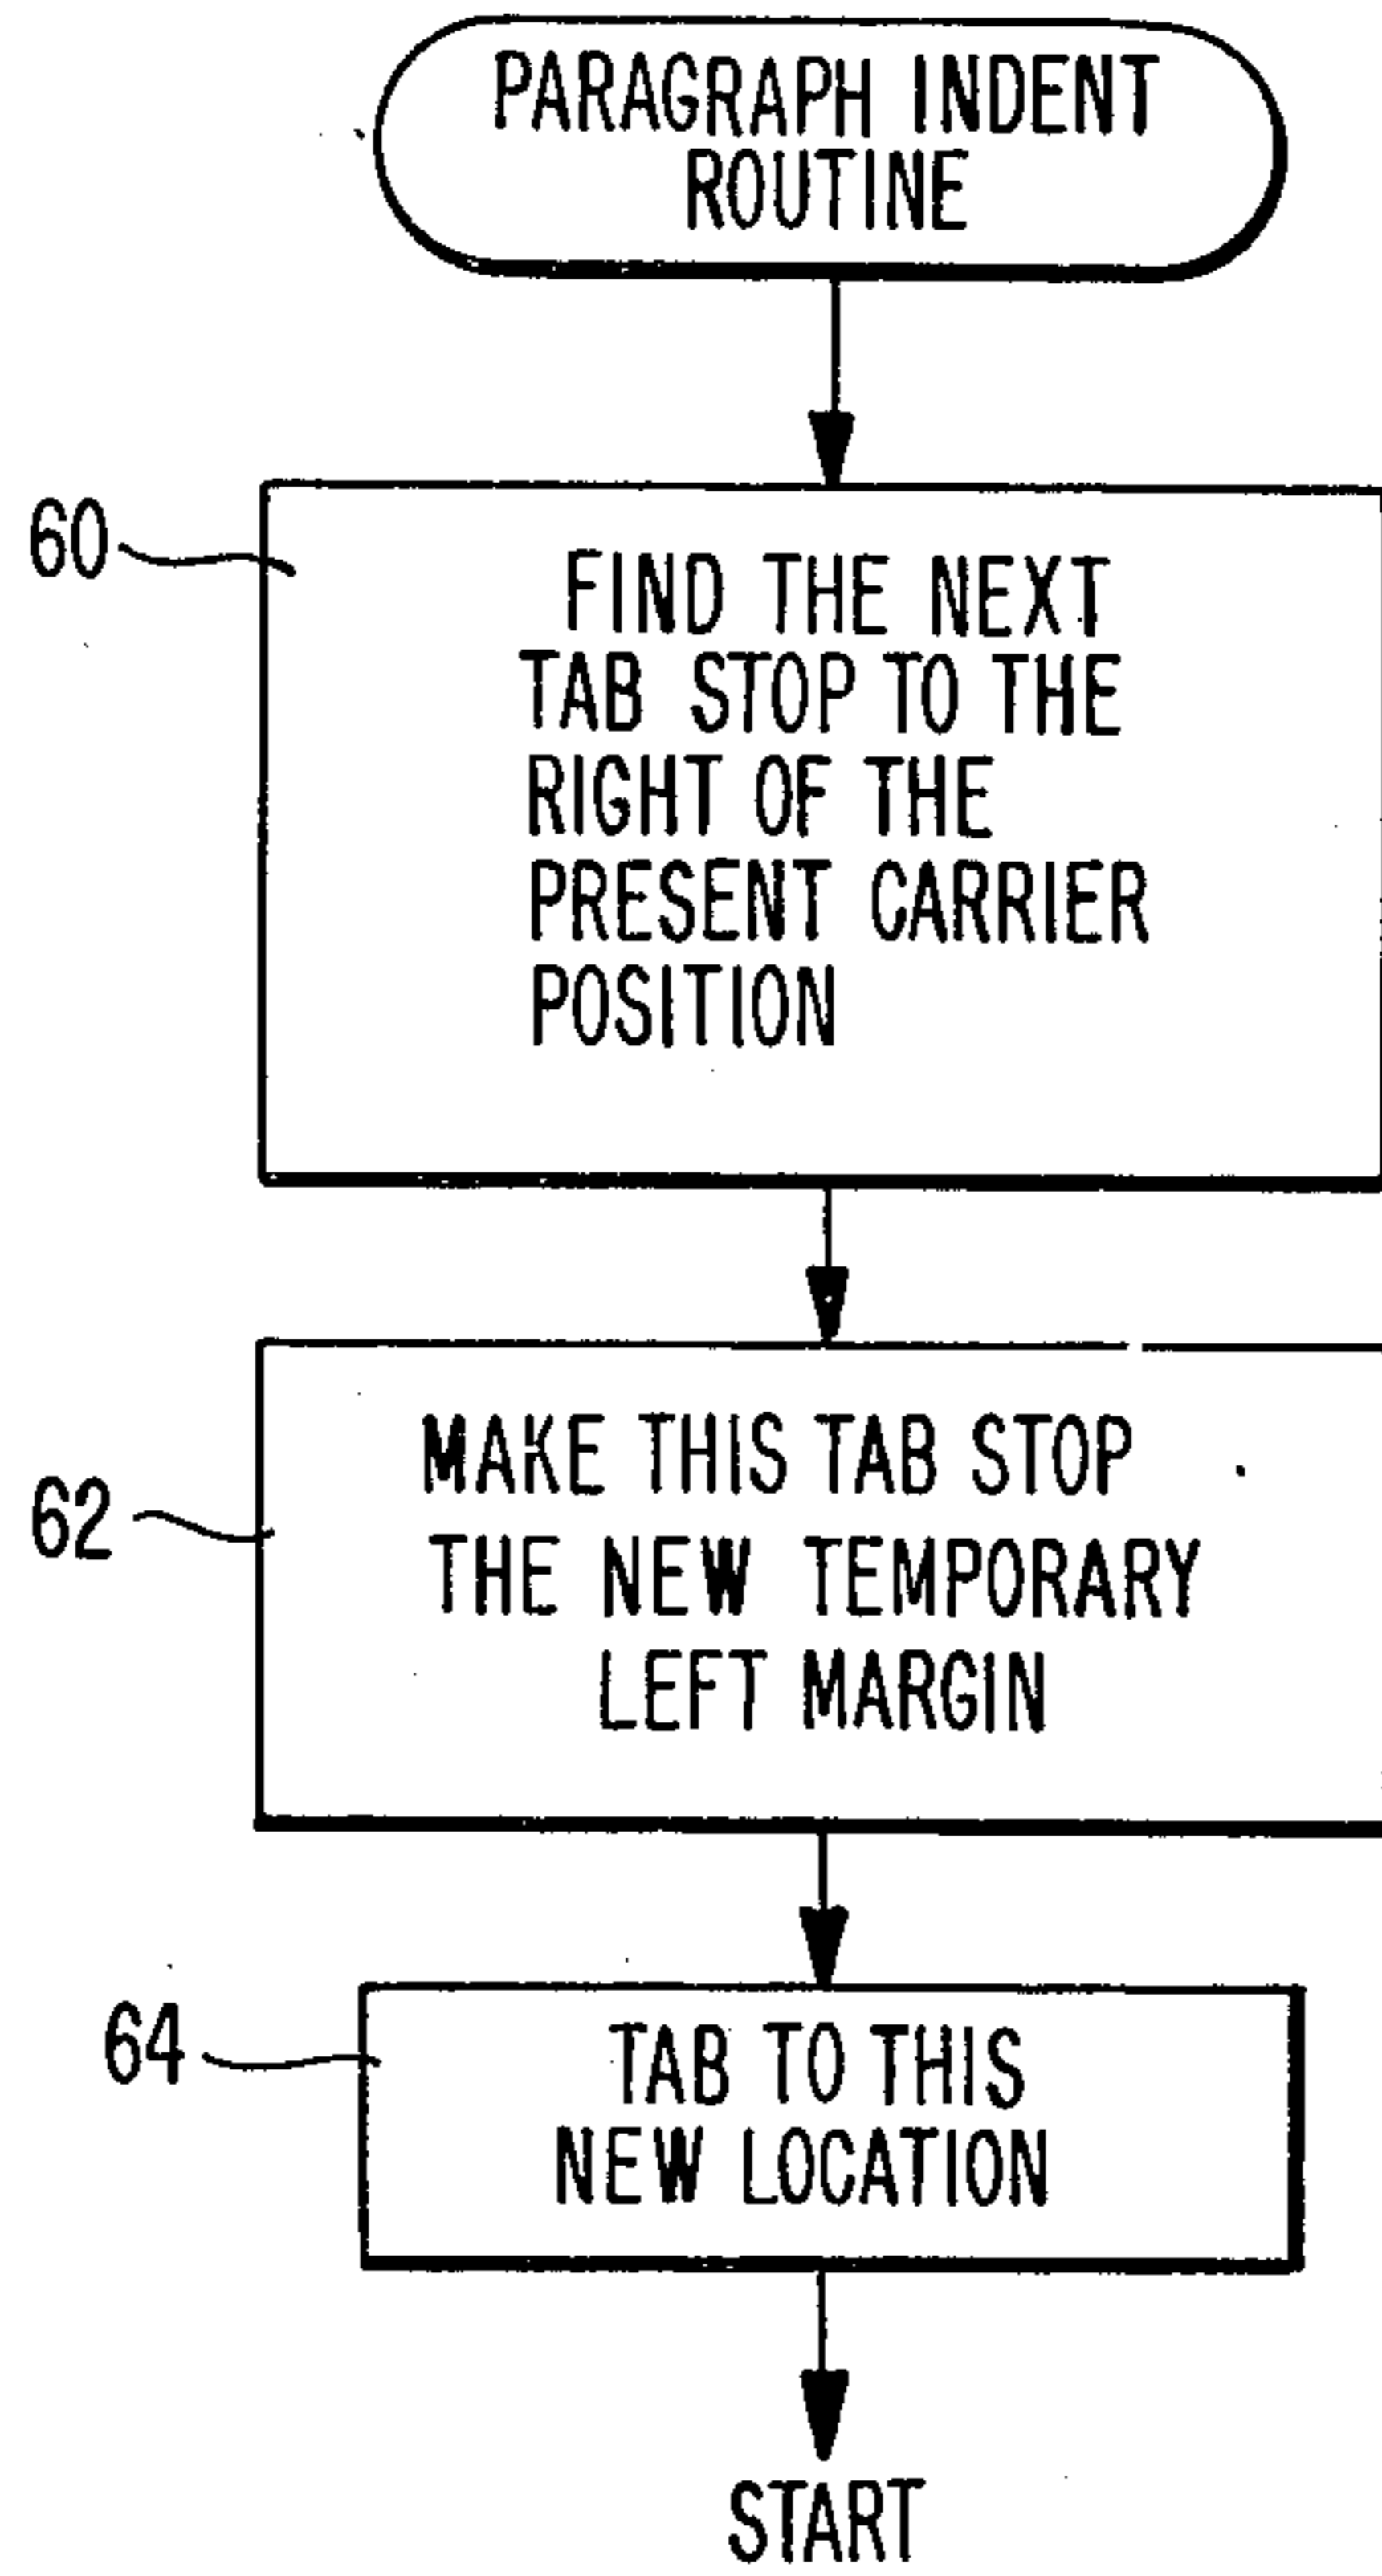 PARAGRAPH INDENT
ROUTINE
60
FIND THE NEXT
TAB STOP TO THE
RIGHT OF THE
PRESENT CARRIER
POSITION
62
MAKE THIS TAB STOP
THE NEW TEMPORARY
LEFT MARGIN
64
TAB TO THIS
NEW LOCATION
START